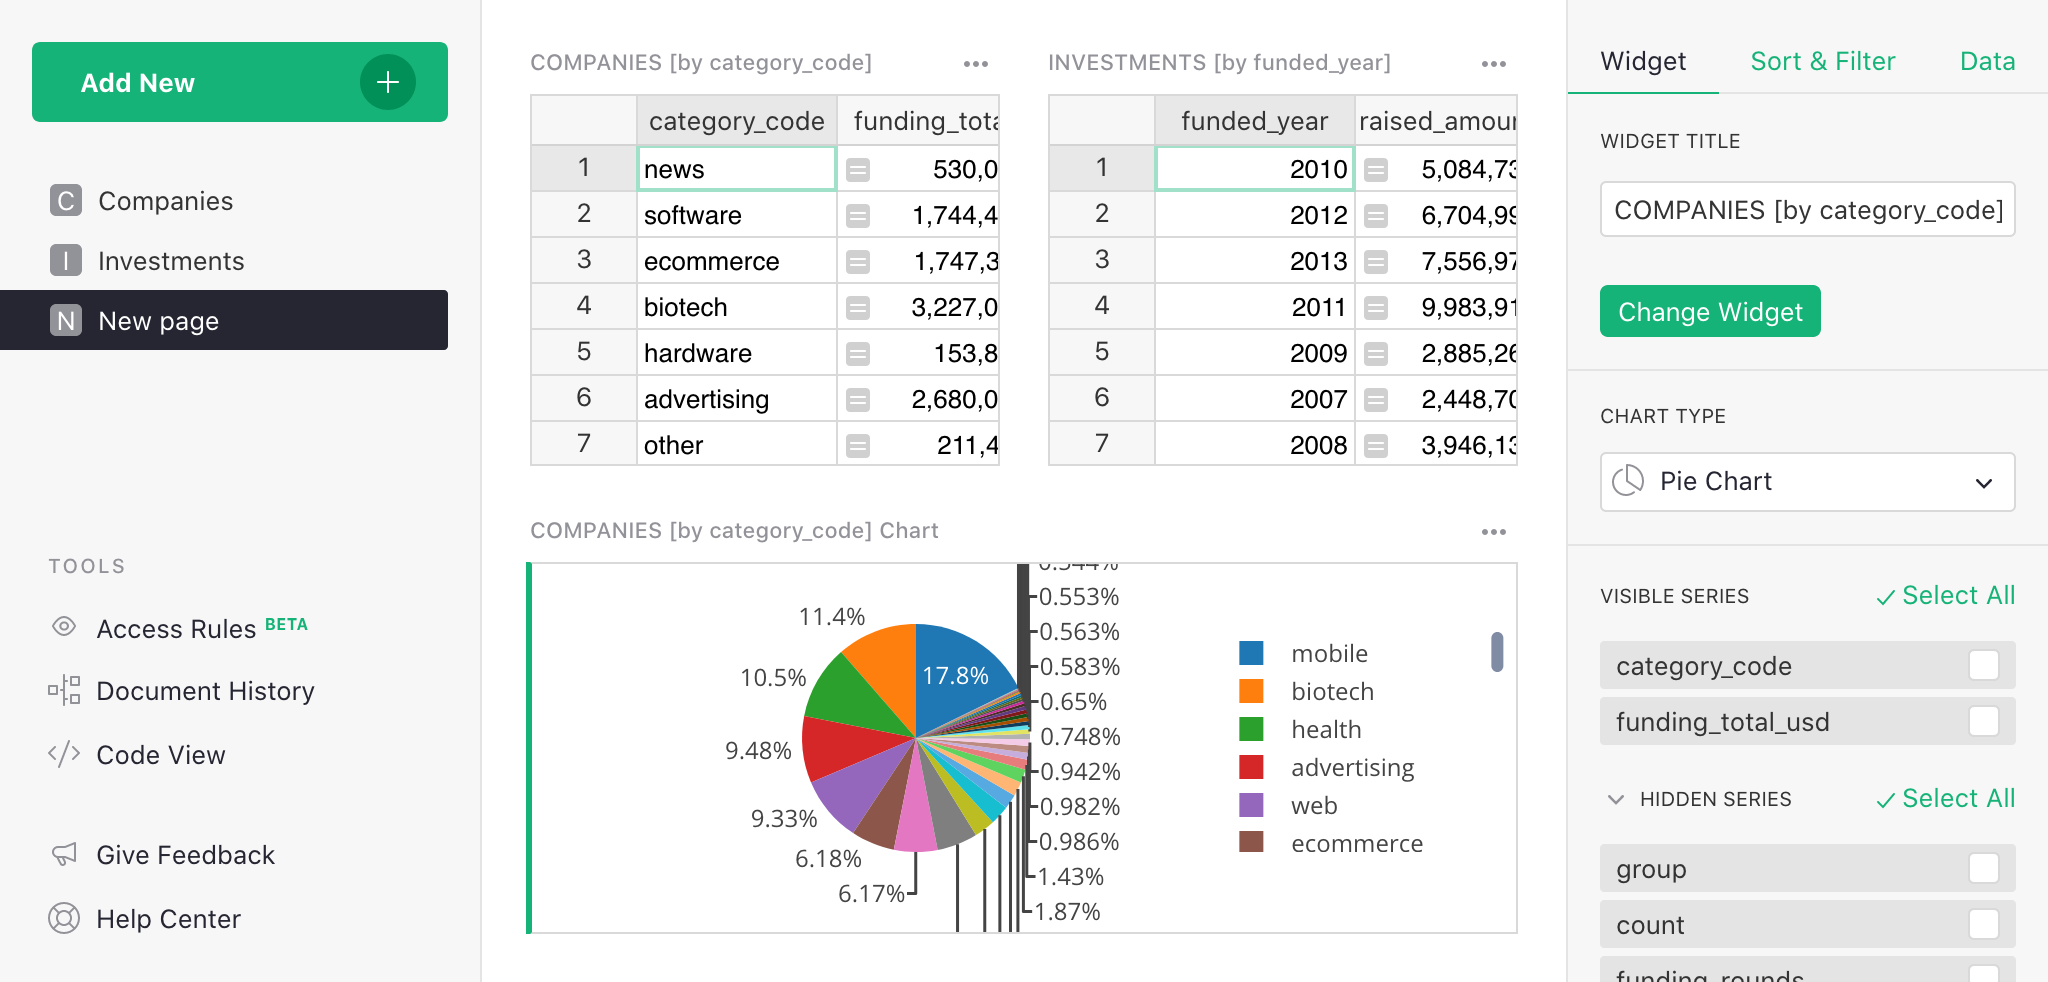 Add New
C Companies
I Investments
N New page
TOOLS
Access Rules BETA
Document History
Code View
Give Feedback
Help Center
COMPANIES [by category_code]
category_code
1 news 530,0
2 software 1,744,4
3 ecommerce 1,747,3
4 biotech 3,227,0
5 hardware 153,8
6 advertising 2,680,0
7 other 211,4
INVESTMENTS [by funded_year]
funded_year
1 2010 5,084,73
2 2012 6,704,99
3 2013 7,556,97
4 2011 9,983,91
5 2009 2,885,26
6 2007 2,448,70
7 2008 3,946,13
COMPANIES [by category_code] Chart
11.4%
10.5%
9.48%
9.33%
6.18%
6.17%
17.8%
0.553%
0.563%
0.583%
0.65%
0.748%
0.942%
0.982%
0.986%
1.43%
1.87%
mobile
biotech
health
advertising
web
ecommerce
Widget Sort & Filter Data
WIDGET TITLE
COMPANIES [by category_code]
Change Widget
CHART TYPE
Pie Chart
VISIBLE SERIES Select All
category_code
funding_total_usd
HIDDEN SERIES Select All
group
count
funding_rounds